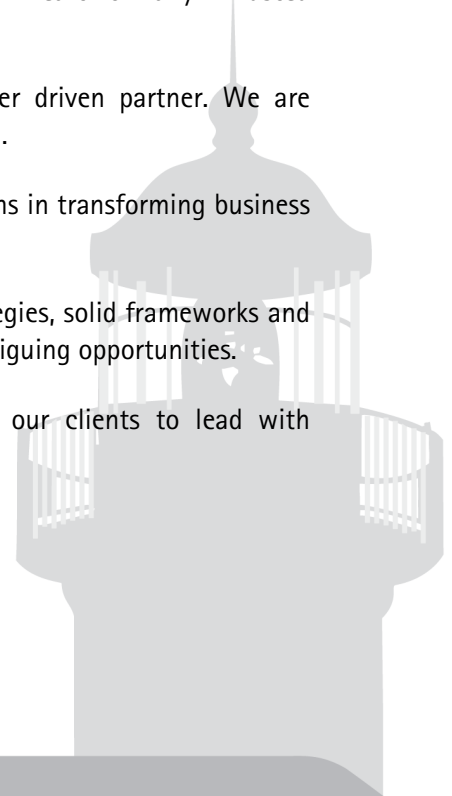 er driven partner. We are
.
ns in transforming business
egies, solid frameworks and
iguing opportunities.
our clients to lead with